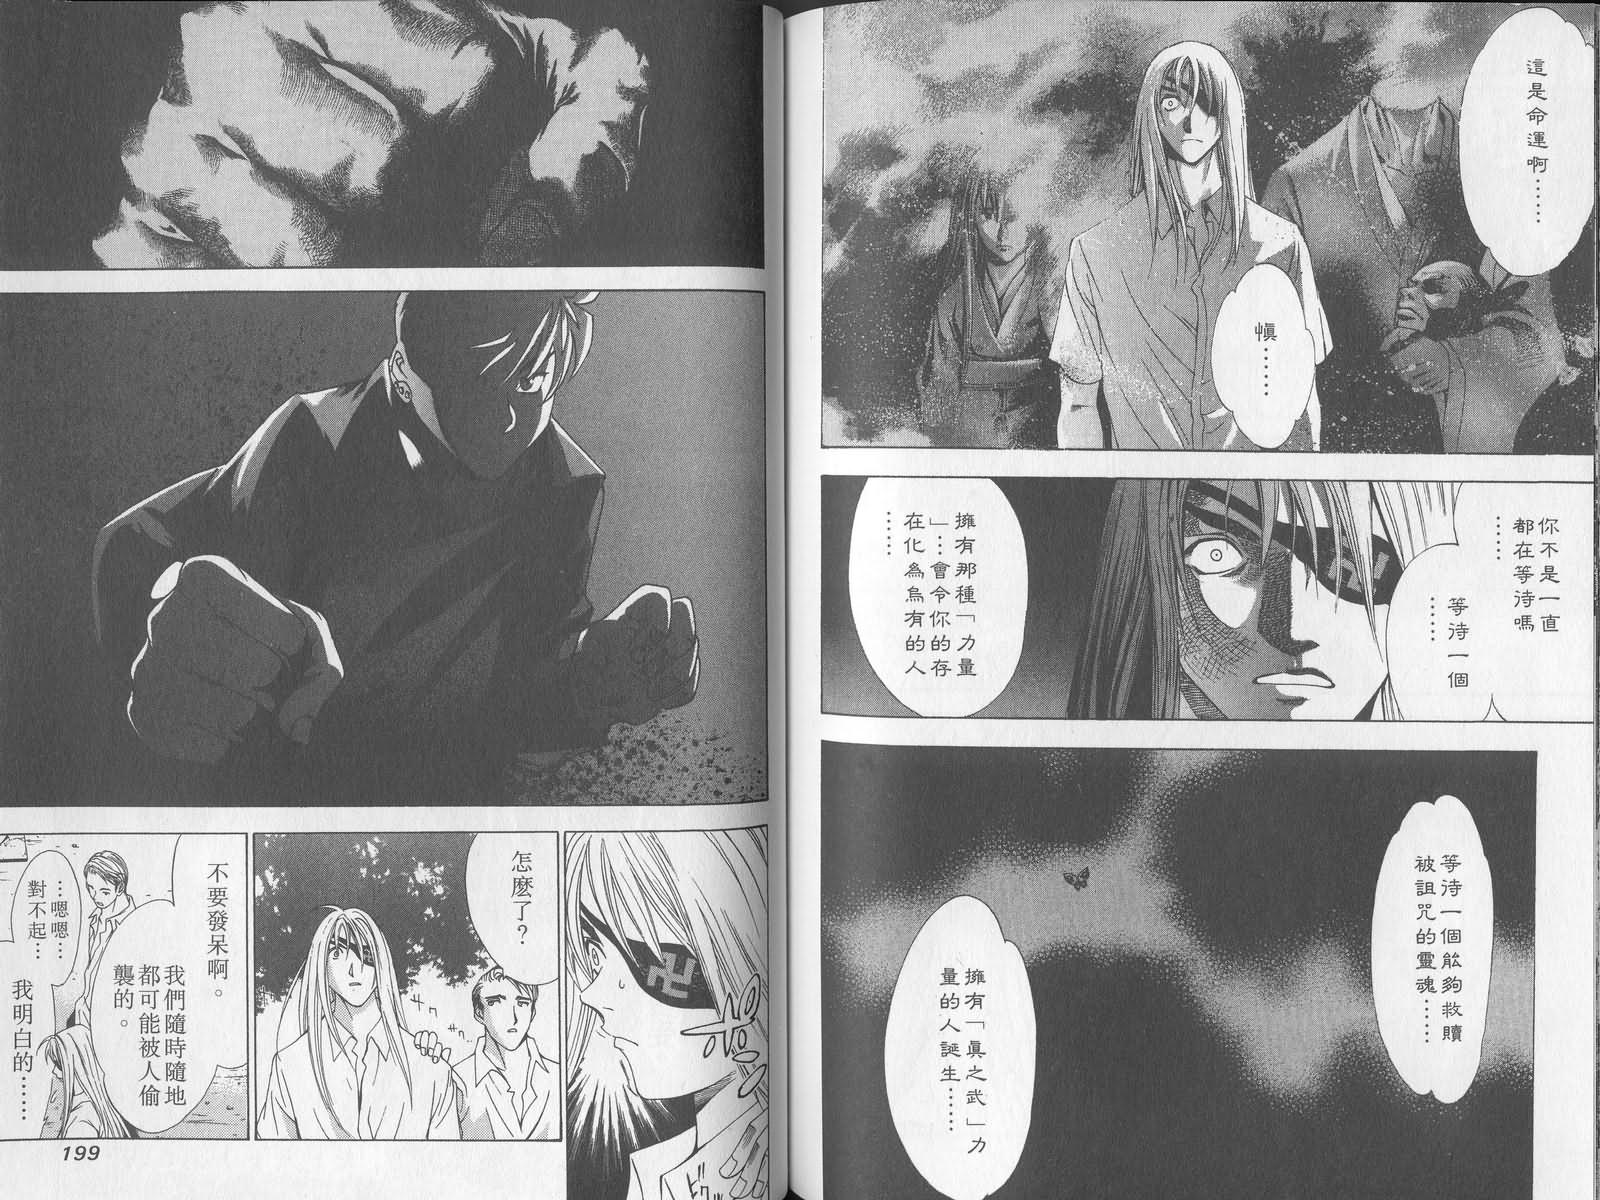 這是命運啊……
慎……
你不是一直
都在等待嗎
……
等待一個
……
擁有那種「力量
」…會令你的存
在化為烏有的人
……
等待一個能夠救贖
被詛咒的靈魂……
擁有「真之武」力
量的人誕生……
怎麼了？
不要發呆啊。
我們隨時隨地
都可能被人偷
襲的。
…嗯嗯…
對不起…
我明白的……
199